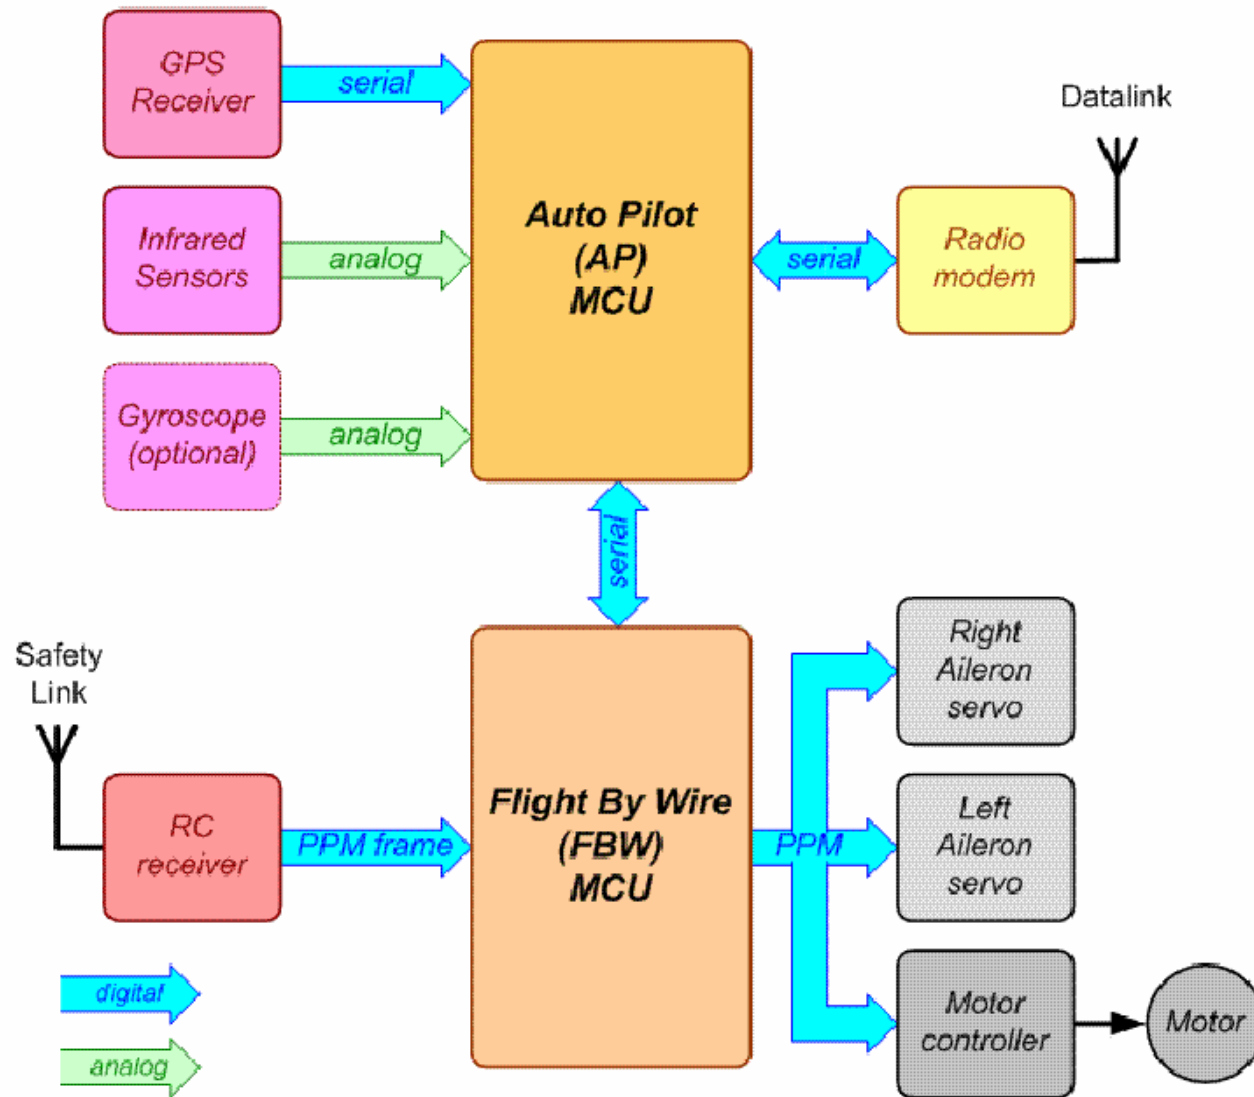 GPS
Receiver
serial
Infrared
Sensors
analog
Gyroscope
(optional)
analog
Auto Pilot
(AP)
MCU
serial
Radio
modem
Datalink
serial
Safety
Link
RC
receiver
PPM frame
Flight By Wire
(FBW)
MCU
PPM
Right
Aileron
servo
Left
Aileron
servo
Motor
controller
Motor
digital
analog